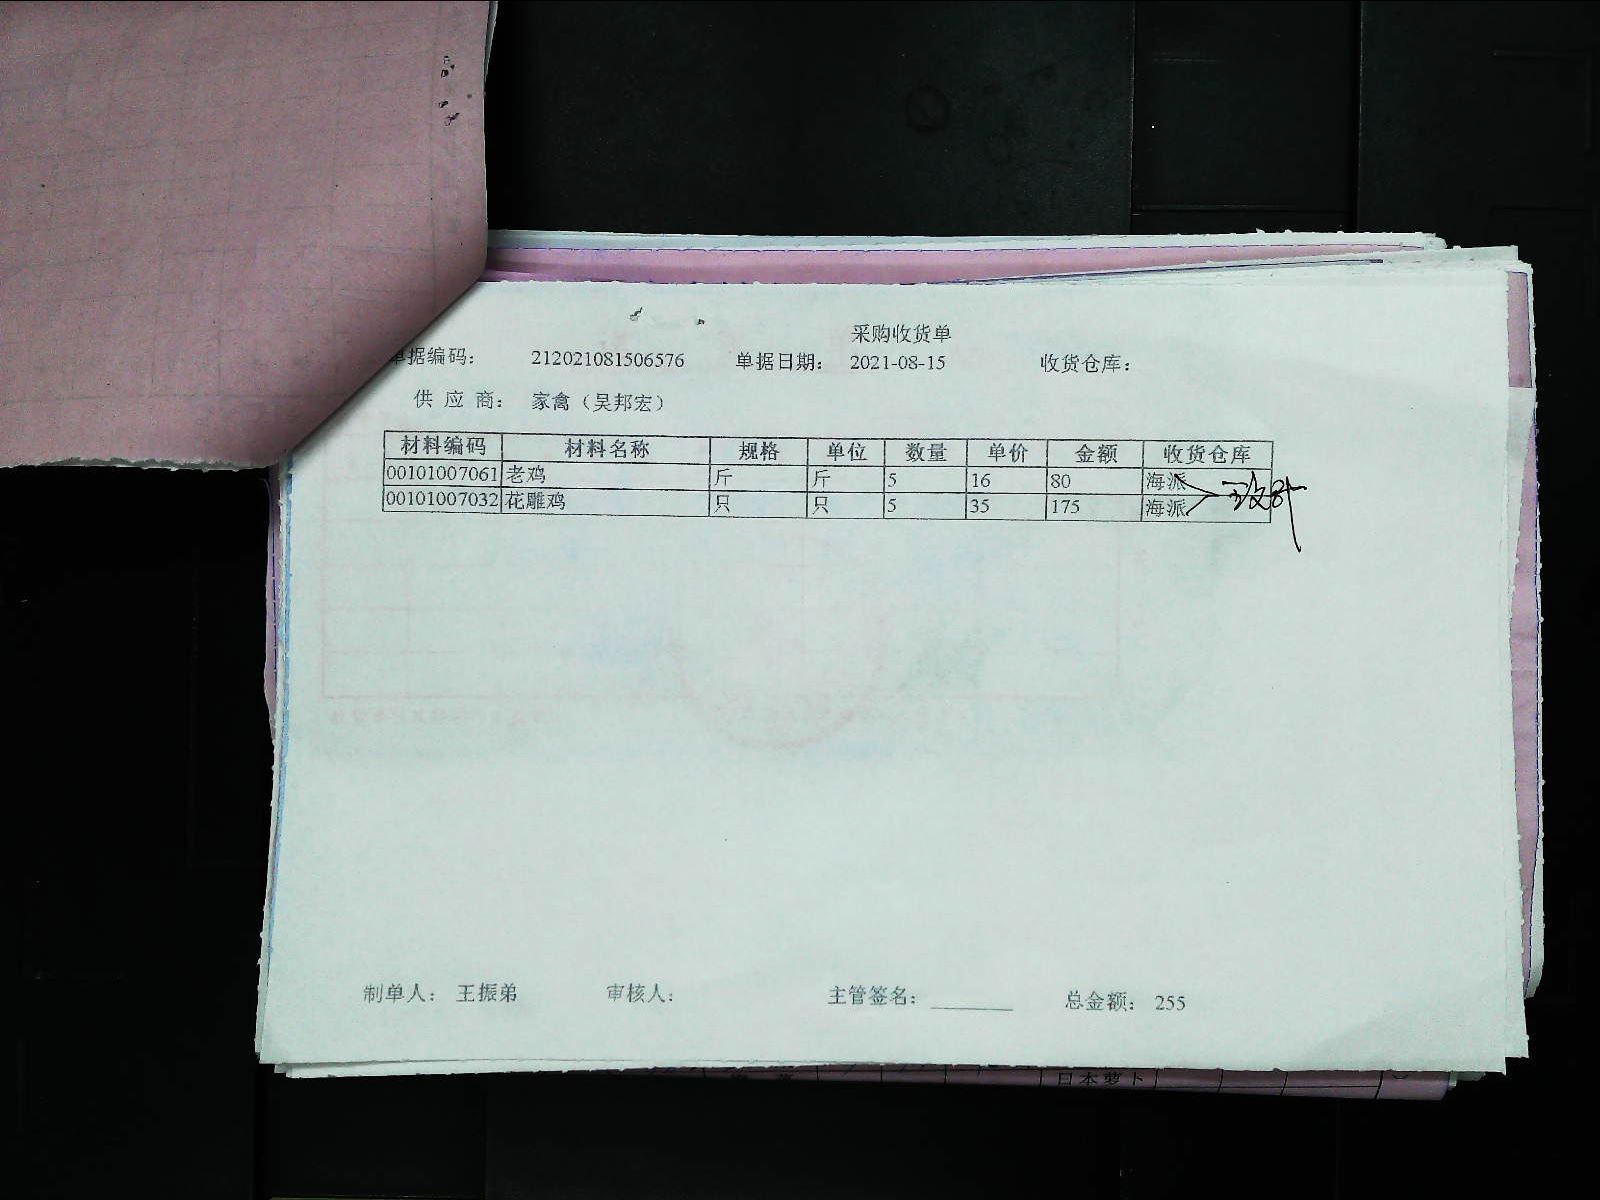 采购收货单
单据编码： 212021081506576 单据日期： 2021-08-15 收货仓库：
供 应 商： 家禽（吴邦宏）
材料编码 材料名称 规格 单位 数量 单价 金额 收货仓库
00101007061 老鸡 斤 斤 5 16 80 海派
00101007032 花雕鸡 只 只 5 35 175 海派
制单人： 王振弟 审核人： 主管签名： 总金额： 255
日本萝卜